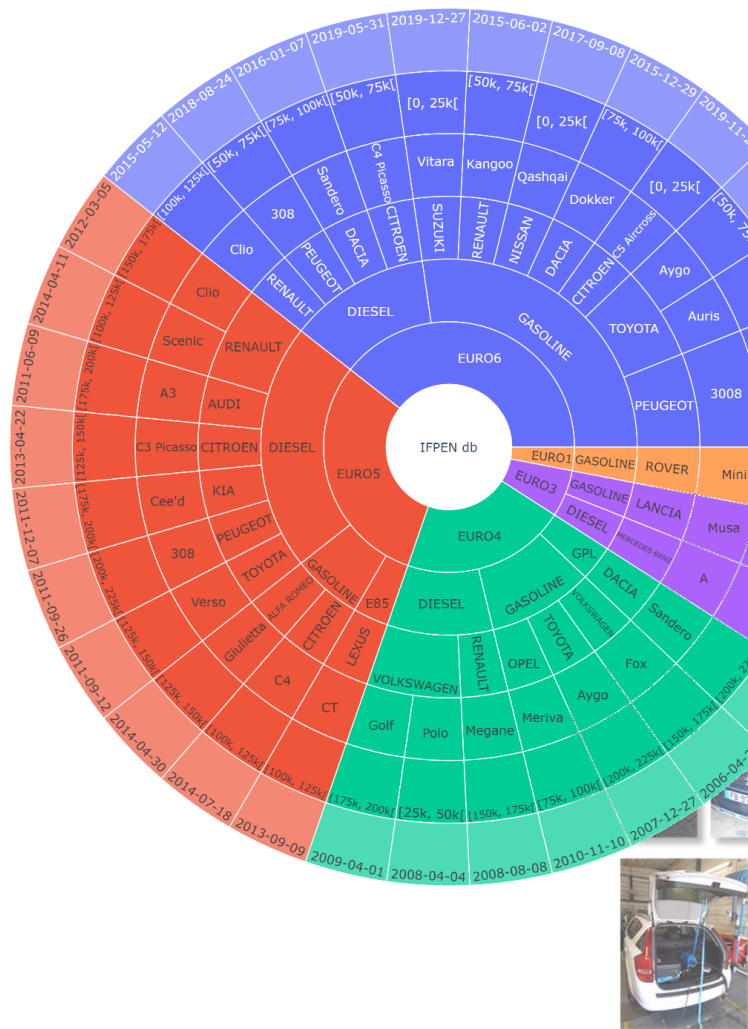 IFPEN db
EURO6
DIESEL
RENAULT
Clio
[100k, 125k[
2015-05-12
PEUGEOT
308
[50k, 75k[
2018-08-24
DACIA
Sandero
[75k, 100k[
2016-01-07
CITROEN
C4 Picasso
[50k, 75k[
2019-05-31
GASOLINE
SUZUKI
Vitara
[0, 25k[
2019-12-27
RENAULT
Kangoo
[50k, 75k[
2015-06-02
NISSAN
Qashqai
[0, 25k[
2017-09-08
DACIA
Dokker
[75k, 100k[
2015-12-29
CITROEN
C5 Aircross
[0, 25k[
TOYOTA
Aygo
Auris
PEUGEOT
3008
EURO1
GASOLINE
ROVER
Mini
EURO3
GASOLINE
LANCIA
Musa
DIESEL
MERCEDES-BENZ
A
EURO4
GPL
DACIA
Sandero
GASOLINE
VOLKSWAGEN
Fox
[150k, 175k[
TOYOTA
Aygo
[200k, 225k[
2007-12-27
OPEL
Meriva
[75k, 100k[
2010-11-10
DIESEL
RENAULT
Megane
[150k, 175k[
2008-08-08
VOLKSWAGEN
Polo
[25k, 50k[
2008-04-04
Golf
[175k, 200k[
2009-04-01
EURO5
E85
LEXUS
CT
[100k, 125k[
2013-09-09
GASOLINE
CITROEN
C4
[100k, 125k[
2014-07-18
ALFA ROMEO
Giulietta
[125k, 150k[
2014-04-30
DIESEL
TOYOTA
Verso
[125k, 150k[
2011-09-12
PEUGEOT
308
[200k, 225k[
2011-09-26
KIA
Cee'd
[175k, 200k[
2011-12-07
CITROEN
C3 Picasso
[125k, 150k[
2013-04-22
AUDI
A3
[175k, 200k[
2011-06-09
RENAULT
Scenic
[100k, 125k[
2014-04-11
Clio
[150k, 175k[
2012-03-05